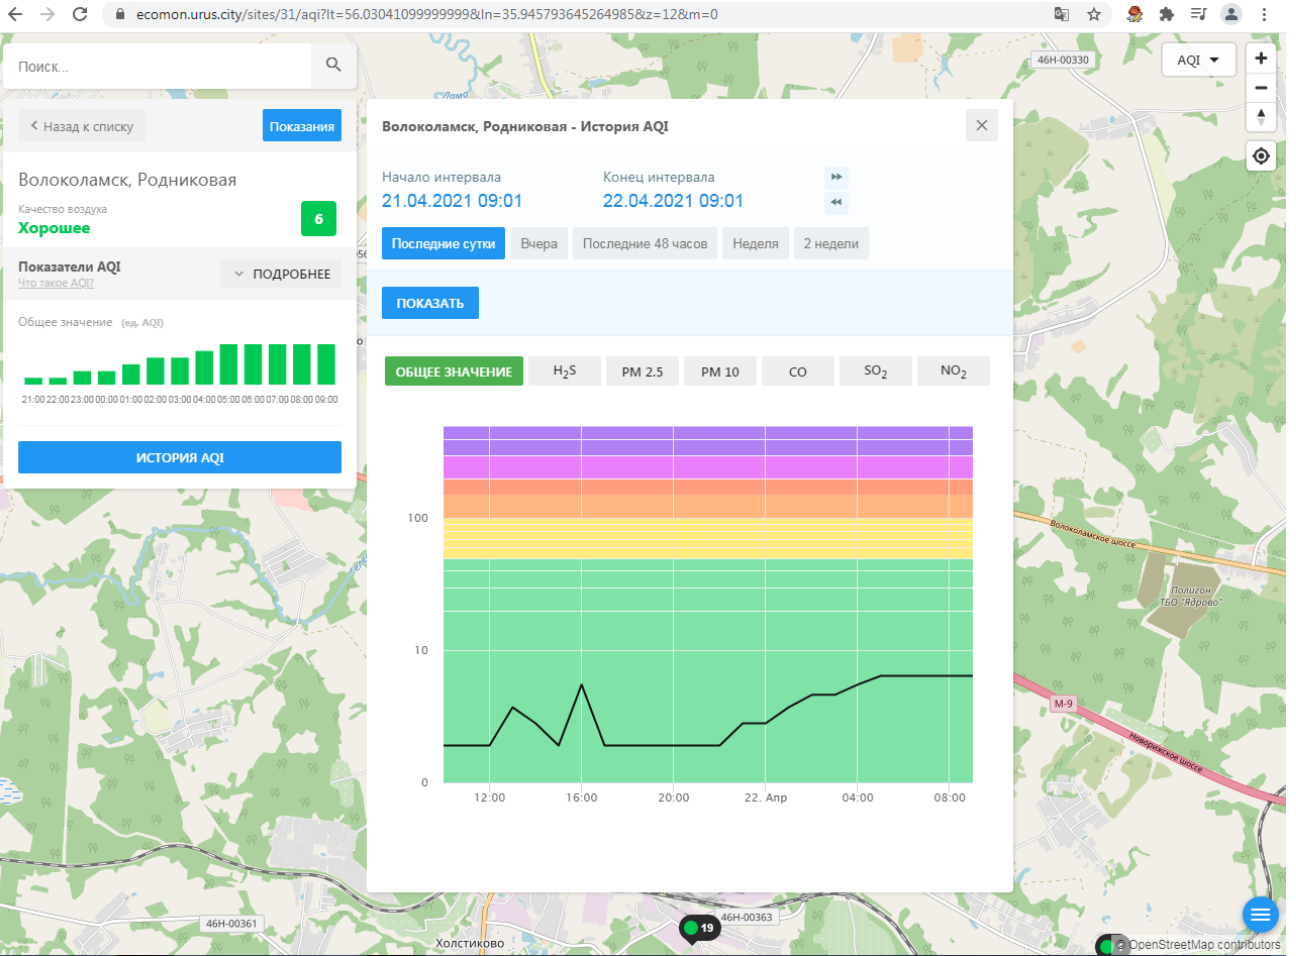 ecomon.urus.city/sites/31/aqi?lt=56.03041099999999&ln=35.945793645264985&z=12&m=0
Поиск...
Назад к списку
Показания
Волоколамск, Родниковая
Качество воздуха
Хорошее
6
Показатели AQI
Что такое AQI?
ПОДРОБНЕЕ
Общее значение (ед. AQI)
21:00 22:00 23:00 00:00 01:00 02:00 03:00 04:00 05:00 06:00 07:00 08:00 09:00
ИСТОРИЯ AQI
Волоколамск, Родниковая - История AQI
Начало интервала
Конец интервала
21.04.2021 09:01
22.04.2021 09:01
Последние сутки
Вчера
Последние 48 часов
Неделя
2 недели
ПОКАЗАТЬ
ОБЩЕЕ ЗНАЧЕНИЕ
H2S
PM 2.5
PM 10
CO
SO2
NO2
100
10
0
12:00
16:00
20:00
22. Апр
04:00
08:00
Лама
46Н-00330
AQI
Волоколамское шоссе
Полигон
ТБО "Ядрово"
М-9
Новорижское шоссе
46Н-00361
46Н-00363
19
Холстиково
© OpenStreetMap contributors